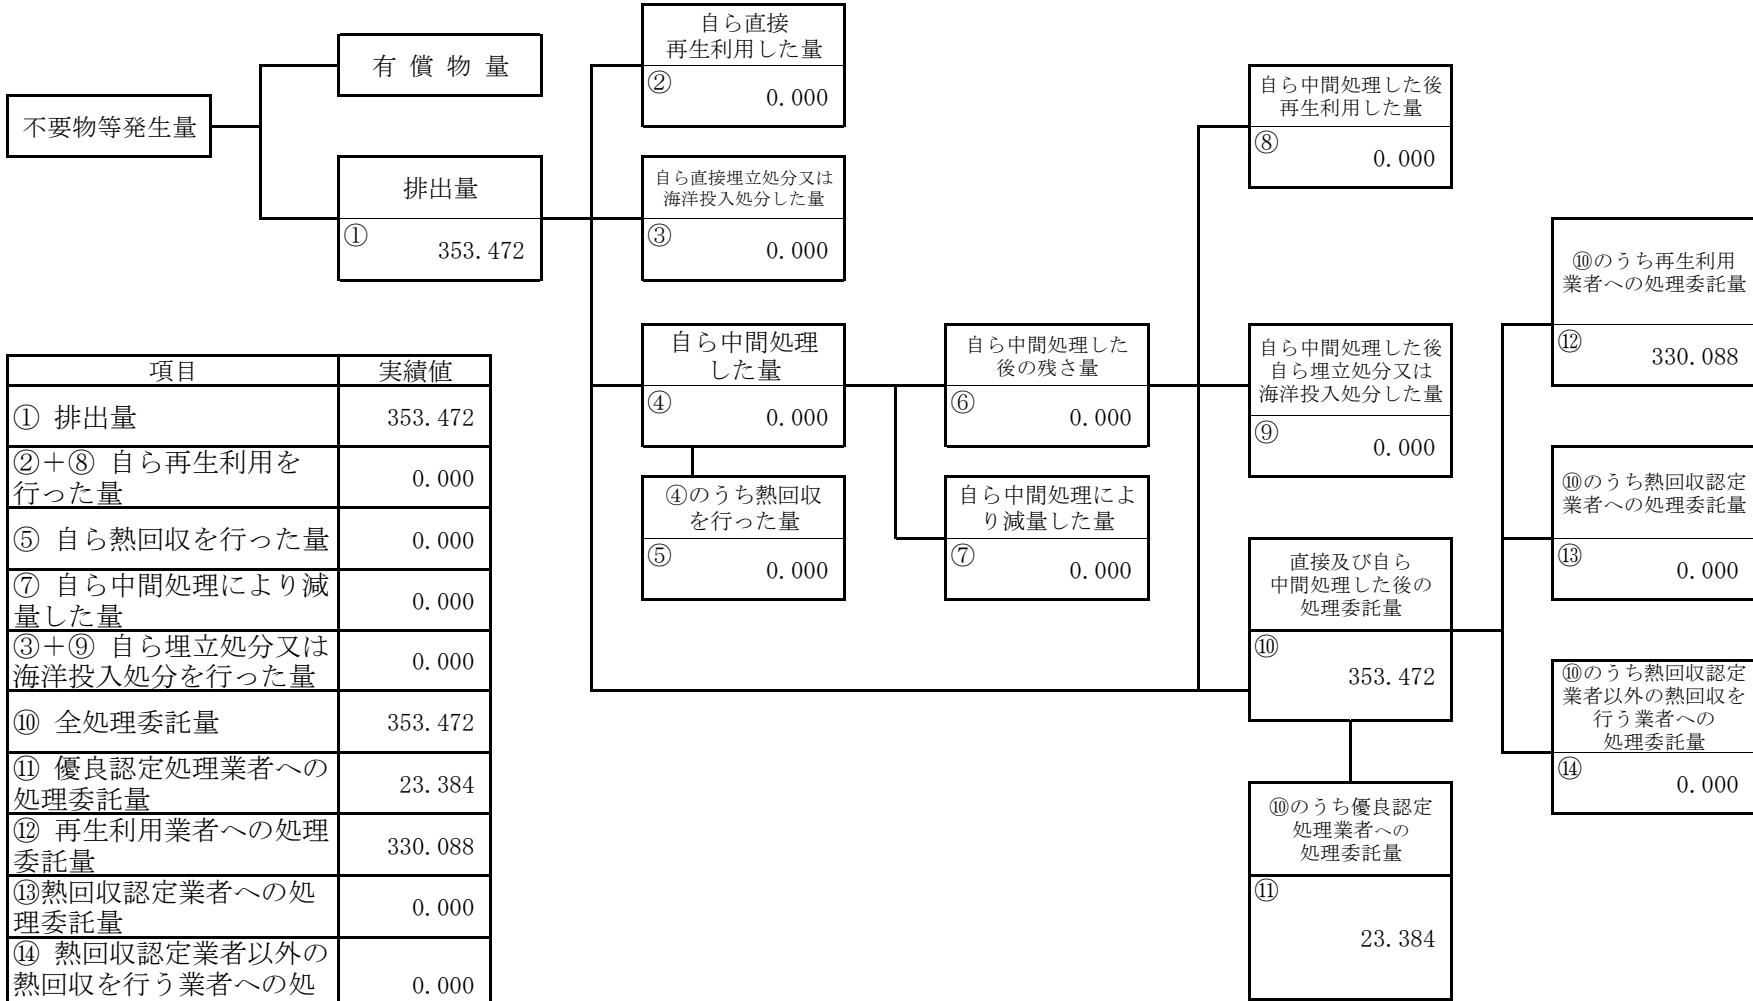 自ら直接
再生利用した量
②
0.000
有 償 物 量
不要物等発生量
排出量
①
353.472
自ら直接埋立処分又は
海洋投入処分した量
③
0.000
自ら中間処理した後
再生利用した量
⑧
0.000
自ら中間処理
した量
④
0.000
④のうち熱回収
を行った量
⑤
0.000
自ら中間処理した
後の残さ量
⑥
0.000
自ら中間処理によ
り減量した量
⑦
0.000
自ら中間処理した後
自ら埋立処分又は
海洋投入処分した量
⑨
0.000
直接及び自ら
中間処理した後の
処理委託量
⑩
353.472
⑩のうち優良認定
処理業者への
処理委託量
⑪
23.384
⑩のうち再生利用
業者への処理委託量
⑫
330.088
⑩のうち熱回収認定
業者への処理委託量
⑬
0.000
⑩のうち熱回収認定
業者以外の熱回収を
行う業者への
処理委託量
⑭
0.000
項目 実績値
① 排出量 353.472
②＋⑧ 自ら再生利用を
行った量 0.000
⑤ 自ら熱回収を行った量 0.000
⑦ 自ら中間処理により減
量した量 0.000
③＋⑨ 自ら埋立処分又は
海洋投入処分を行った量 0.000
⑩ 全処理委託量 353.472
⑪ 優良認定処理業者への
処理委託量 23.384
⑫ 再生利用業者への処理
委託量 330.088
⑬熱回収認定業者への処
理委託量 0.000
⑭ 熱回収認定業者以外の
熱回収を行う業者への処 0.000